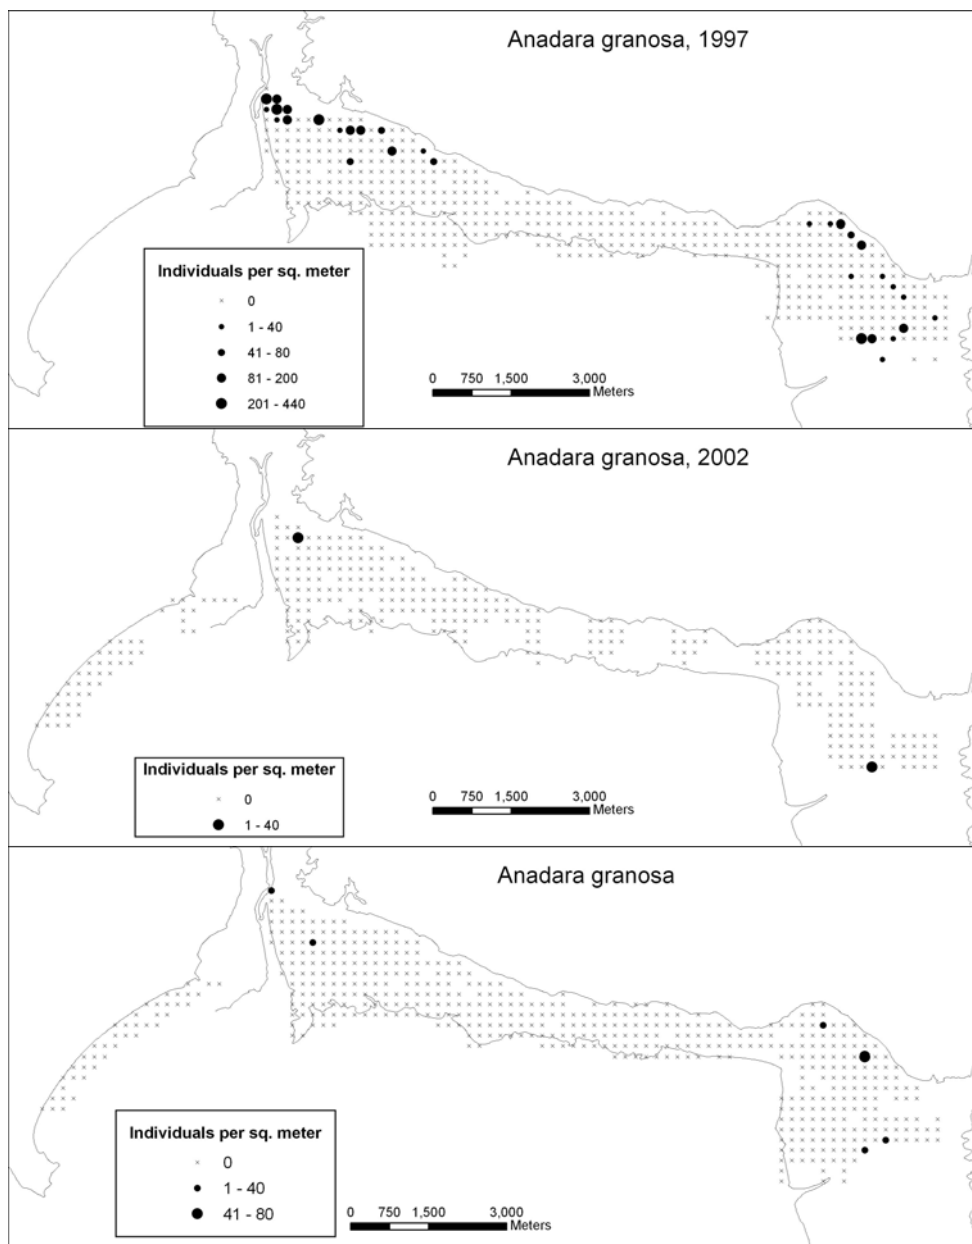 Anadara granosa, 1997
Individuals per sq. meter
0
1 - 40
41 - 80
81 - 200
201 - 440
0 750 1,500 3,000
Meters
Anadara granosa, 2002
Individuals per sq. meter
0
1 - 40
0 750 1,500 3,000
Meters
Anadara granosa
Individuals per sq. meter
0
1 - 40
41 - 80
0 750 1,500 3,000
Meters